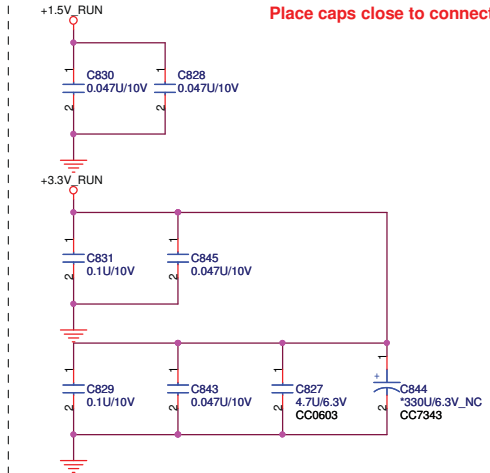 +1.5V_RUN
Place caps close to connect
1
1
C830
0.047U/10V
C828
0.047U/10V
2
2
+3.3V_RUN
1
1
C831
0.1U/10V
C845
0.047U/10V
2
2
1
1
1
1
C829
0.1U/10V
C843
0.047U/10V
C827
4.7U/6.3V
CC0603
+
C844
*330U/6.3V_NC
CC7343
2
2
2
2